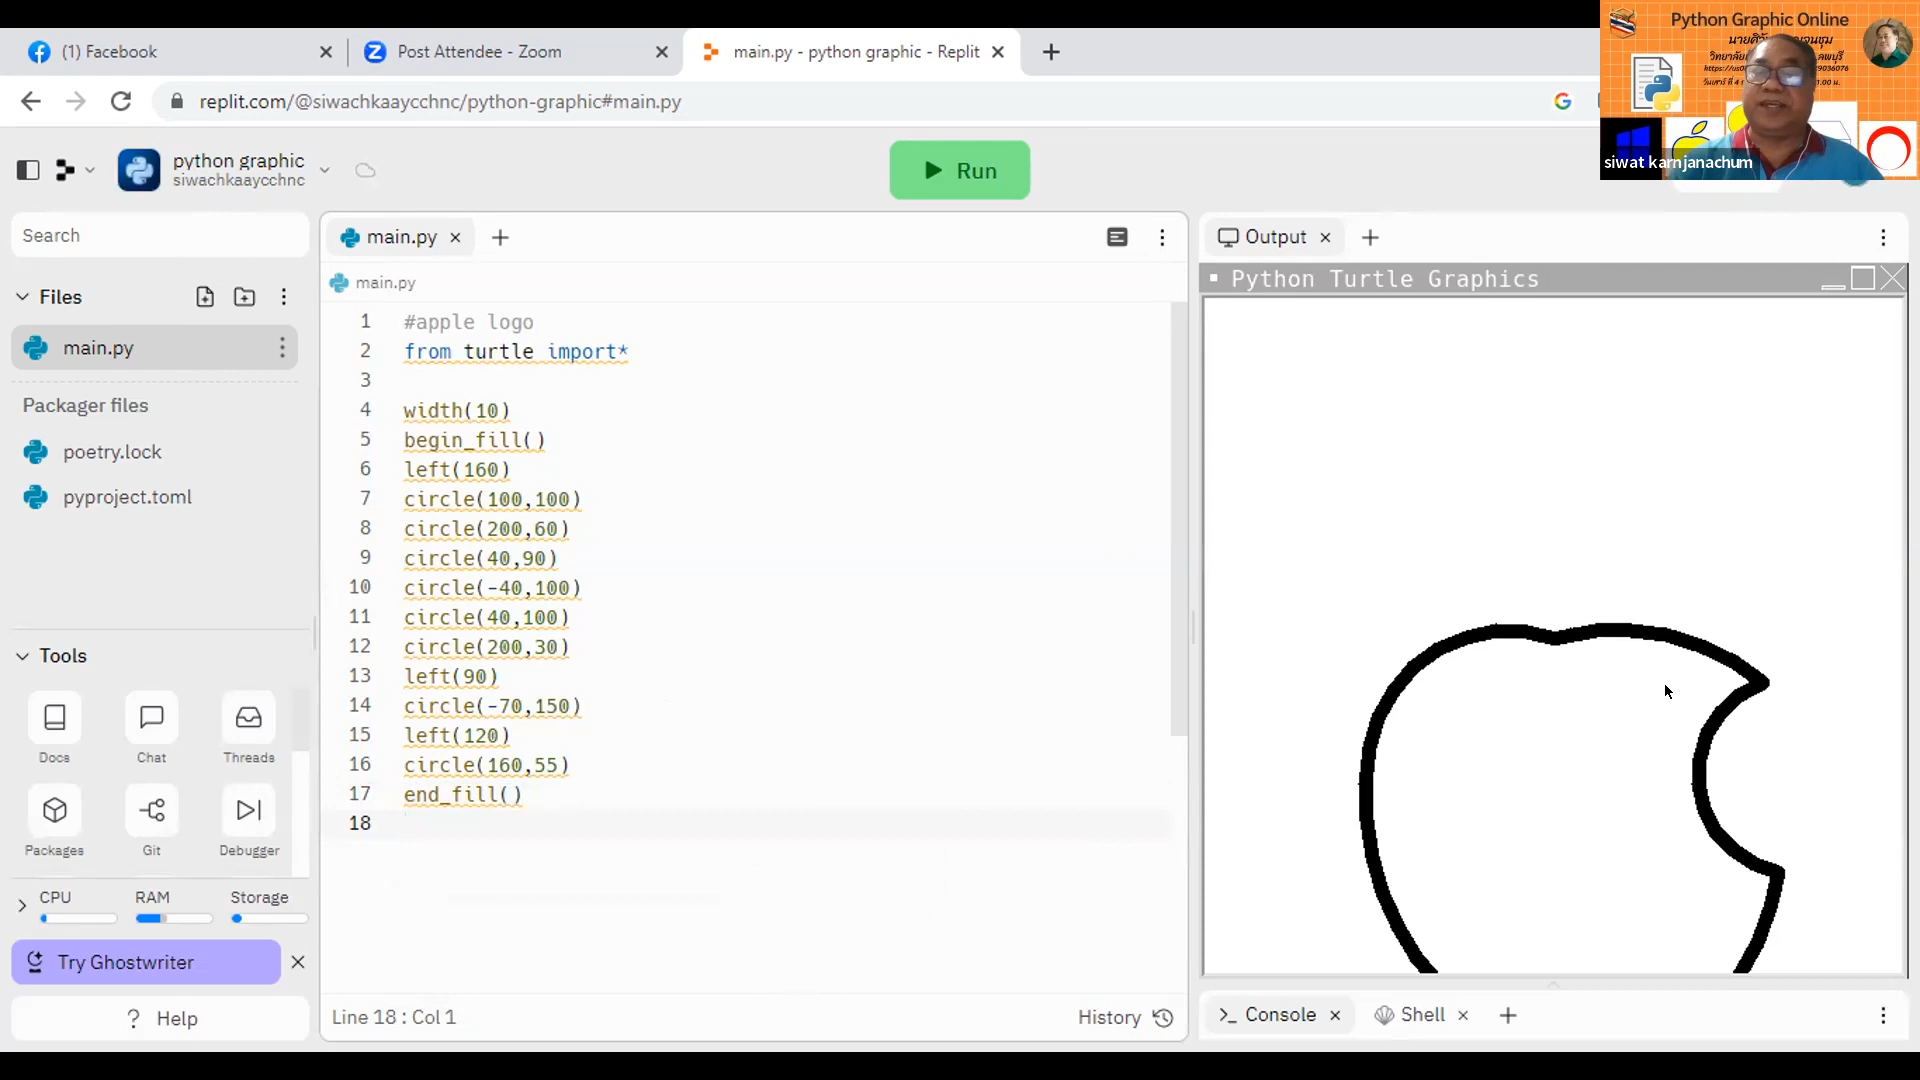 (1) Facebook
Post Attendee - Zoom
main.py - python graphic - Replit
replit.com/@siwachkaaycchnc/python-graphic#main.py
Python Graphic Online
siwat karnjanachum
python graphic
siwachkaaycchnc
Run
Search
Files
main.py
Packager files
poetry.lock
pyproject.toml
Tools
Docs
Chat
Threads
Packages
Git
Debugger
CPU
RAM
Storage
Try Ghostwriter
Help
main.py
main.py
1 #apple logo
2 from turtle import*
3
4 width(10)
5 begin_fill()
6 left(160)
7 circle(100,100)
8 circle(200,60)
9 circle(40,90)
10 circle(-40,100)
11 circle(40,100)
12 circle(200,30)
13 left(90)
14 circle(-70,150)
15 left(120)
16 circle(160,55)
17 end_fill()
18
Line 18 : Col 1
History
Output
Python Turtle Graphics
Console
Shell